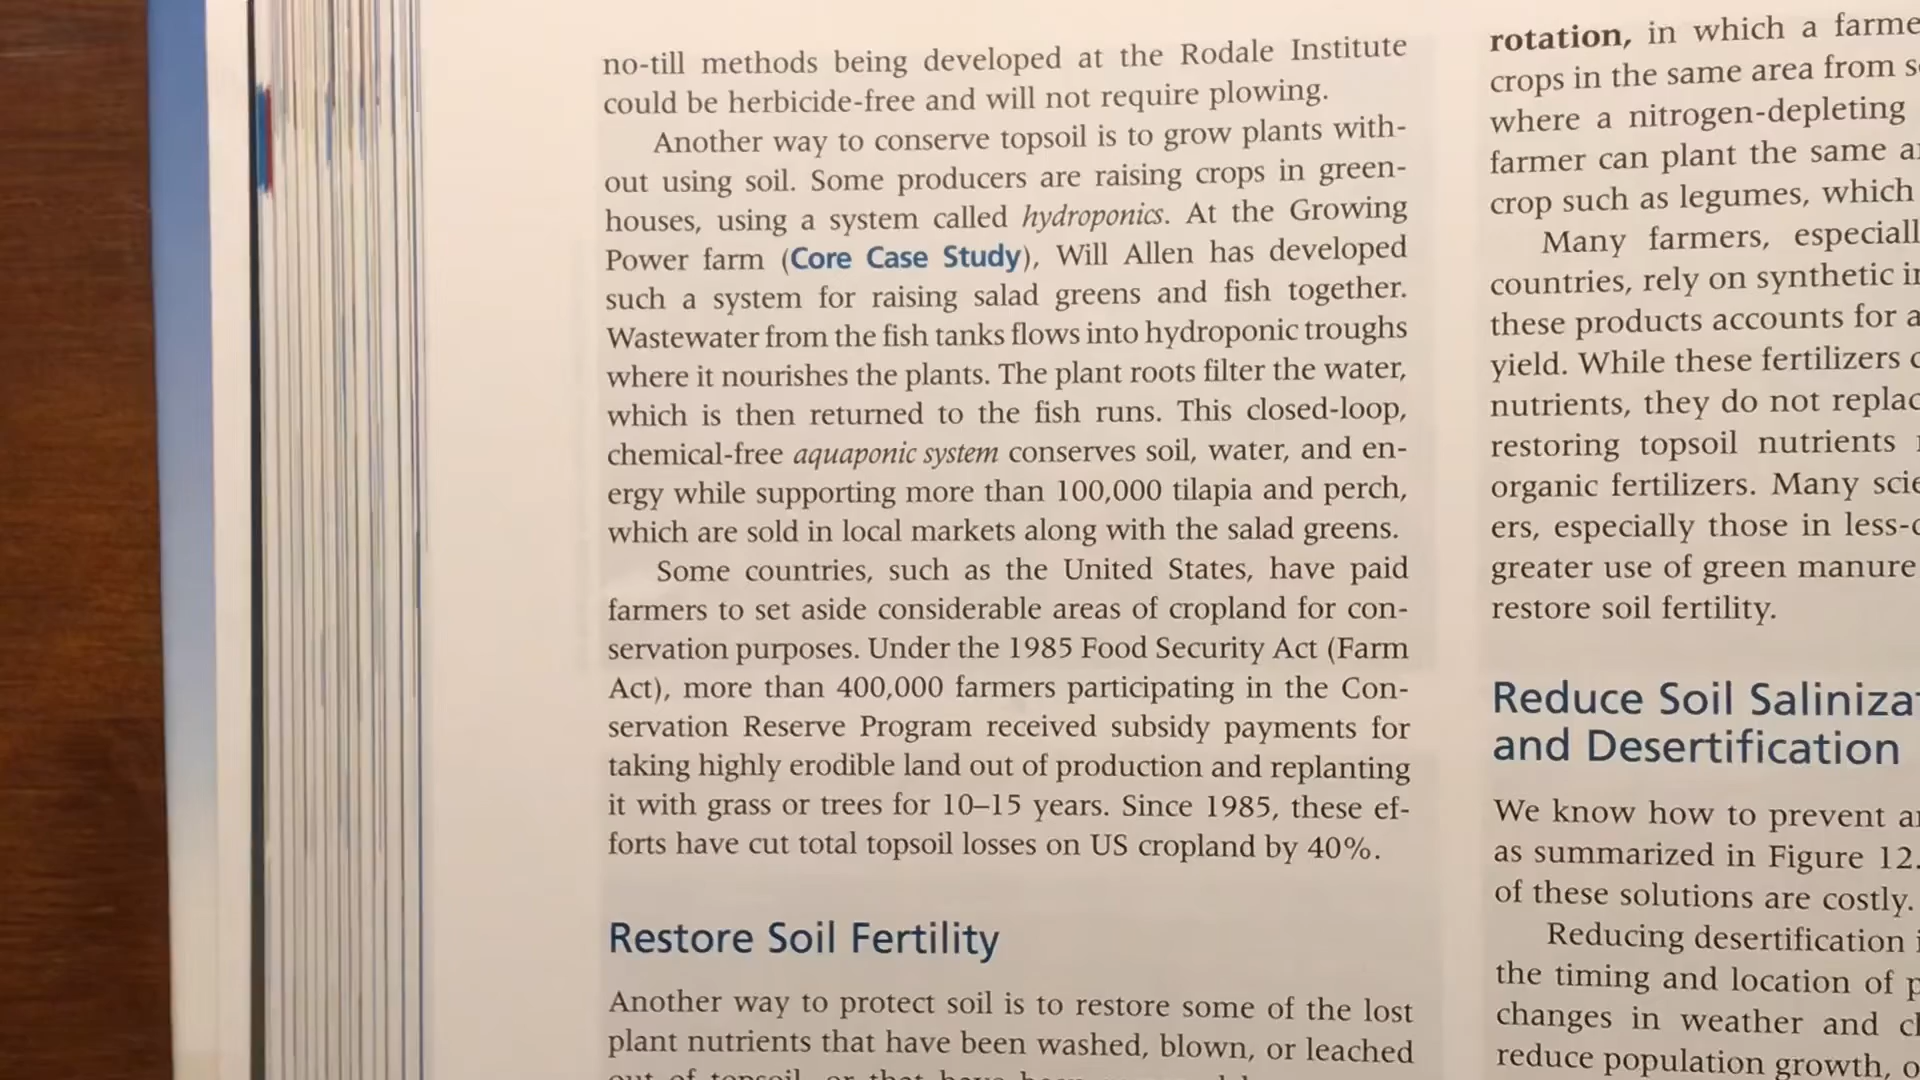 no-till methods being developed at the Rodale Institute
could be herbicide-free and will not require plowing.
Another way to conserve topsoil is to grow plants with-
out using soil. Some producers are raising crops in green-
houses, using a system called hydroponics. At the Growing
Power farm (Core Case Study), Will Allen has developed
such a system for raising salad greens and fish together.
Wastewater from the fish tanks flows into hydroponic troughs
where it nourishes the plants. The plant roots filter the water,
which is then returned to the fish runs. This closed-loop,
chemical-free aquaponic system conserves soil, water, and en-
ergy while supporting more than 100,000 tilapia and perch,
which are sold in local markets along with the salad greens.
Some countries, such as the United States, have paid
farmers to set aside considerable areas of cropland for con-
servation purposes. Under the 1985 Food Security Act (Farm
Act), more than 400,000 farmers participating in the Con-
servation Reserve Program received subsidy payments for
taking highly erodible land out of production and replanting
it with grass or trees for 10–15 years. Since 1985, these ef-
forts have cut total topsoil losses on US cropland by 40%.
Restore Soil Fertility
Another way to protect soil is to restore some of the lost
plant nutrients that have been washed, blown, or leached
rotation, in which a farme
crops in the same area from
where a nitrogen-depleting
farmer can plant the same
crop such as legumes, which
Many farmers, especiall
countries, rely on synthetic
these products accounts for a
yield. While these fertilizers
nutrients, they do not replac
restoring topsoil nutrients
organic fertilizers. Many scie
ers, especially those in less-
greater use of green manure
restore soil fertility.
Reduce Soil Saliniza
and Desertification
We know how to prevent
as summarized in Figure 12.
of these solutions are costly.
Reducing desertification
the timing and location of
changes in weather and
reduce population growth,